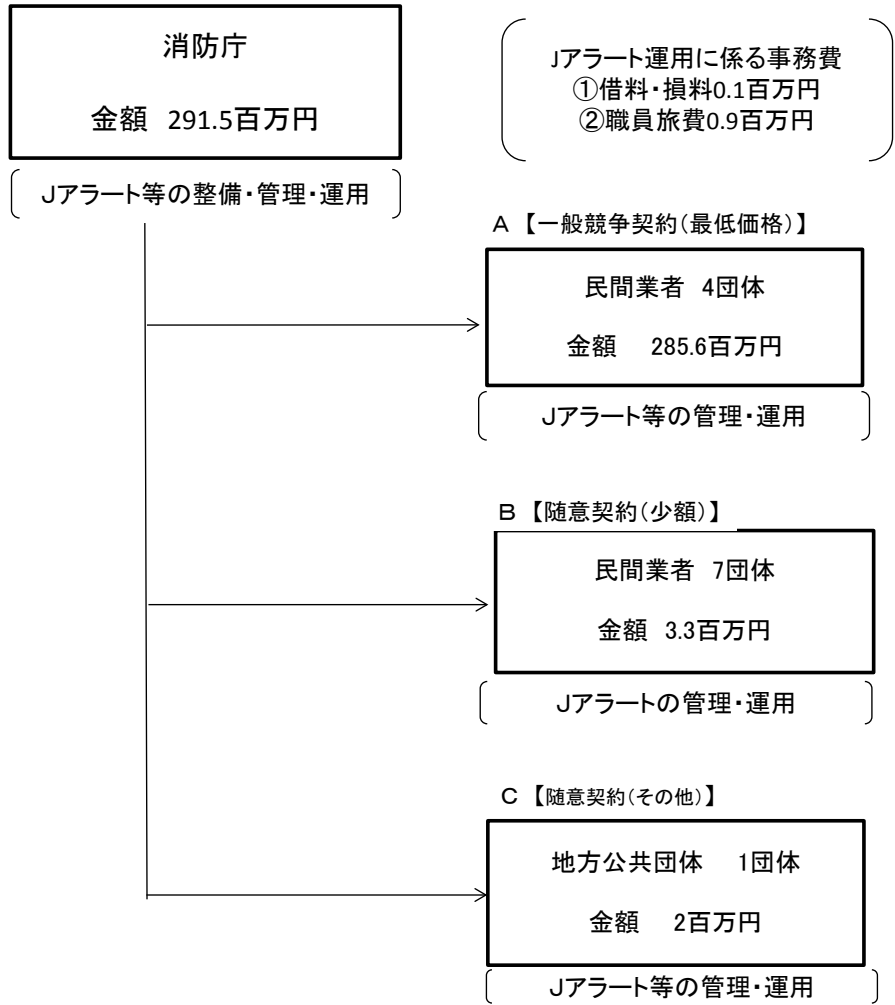 消防庁
金額 291.5百万円
Jアラート等の整備・管理・運用
Jアラート運用に係る事務費
①借料・損料0.1百万円
②職員旅費0.9百万円
A 【一般競争契約(最低価格)】
民間業者 4団体
金額 285.6百万円
Jアラート等の管理・運用
B 【随意契約(少額)】
民間業者 7団体
金額 3.3百万円
Jアラートの管理・運用
C 【随意契約(その他)】
地方公共団体 1団体
金額 2百万円
Jアラート等の管理・運用